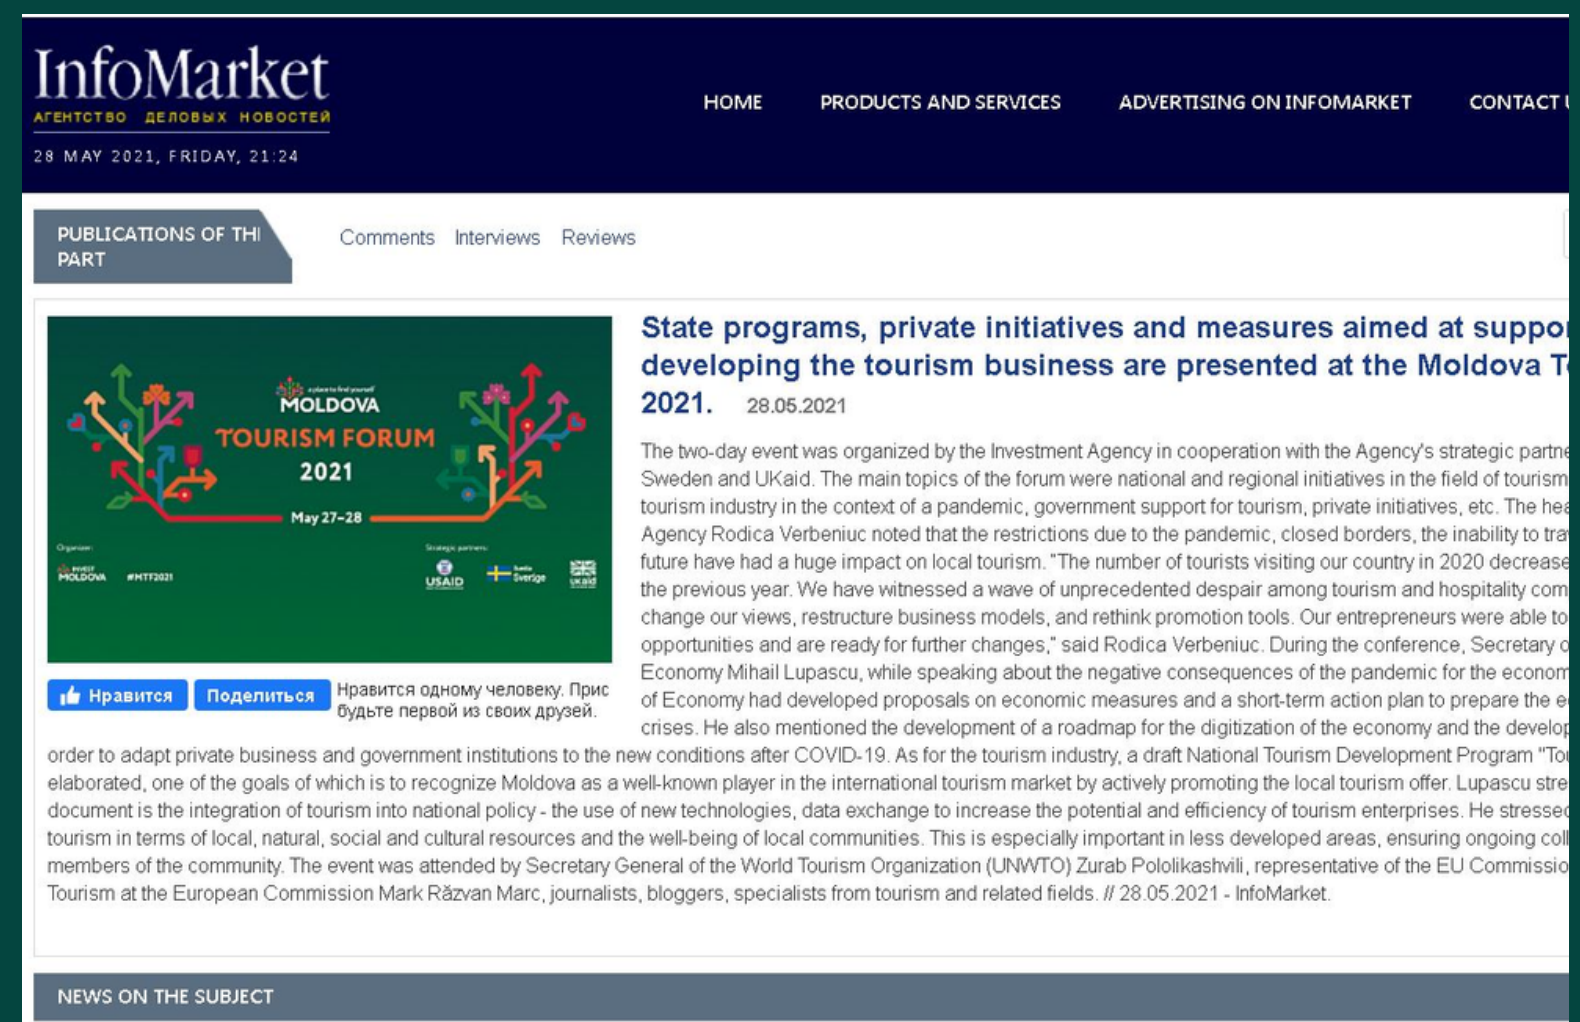 InfoMarket
АГЕНТСТВО ДЕЛОВЫХ НОВОСТЕЙ
28 MAY 2021, FRIDAY, 21:24
HOME PRODUCTS AND SERVICES ADVERTISING ON INFOMARKET CONTACT
PUBLICATIONS OF
PART
Comments Interviews Reviews
a place to find yourself
MOLDOVA
TOURISM FORUM
2021
May 27–28
Organizer:
INVEST
MOLDOVA
#MTF2021
Strategic partners:
USAID
Sverige
ukaid
Нравится Поделиться
Нравится одному человеку.
будьте первой из своих друзей.
State programs, private initiatives and measures aimed at
developing the tourism business are presented at the Moldova
2021. 28.05.2021
The two-day event was organized by the Investment Agency in cooperation with the Agency's strategic
Sweden and UKaid. The main topics of the forum were national and regional initiatives in the field of tourism
tourism industry in the context of a pandemic, government support for tourism, private initiatives, etc. The
Agency Rodica Verbeniuc noted that the restrictions due to the pandemic, closed borders, the inability to
future have had a huge impact on local tourism. "The number of tourists visiting our country in 2020
the previous year. We have witnessed a wave of unprecedented despair among tourism and hospitality
change our views, restructure business models, and rethink promotion tools. Our entrepreneurs were able to
opportunities and are ready for further changes," said Rodica Verbeniuc. During the conference, Secretary
Economy Mihail Lupascu, while speaking about the negative consequences of the pandemic for the
of Economy had developed proposals on economic measures and a short-term action plan to prepare the
crises. He also mentioned the development of a roadmap for the digitization of the economy and the
order to adapt private business and government institutions to the new conditions after COVID-19. As for the tourism industry, a draft National Tourism Development Program
elaborated, one of the goals of which is to recognize Moldova as a well-known player in the international tourism market by actively promoting the local tourism offer. Lupascu
document is the integration of tourism into national policy - the use of new technologies, data exchange to increase the potential and efficiency of tourism enterprises. He stressed
tourism in terms of local, natural, social and cultural resources and the well-being of local communities. This is especially important in less developed areas, ensuring ongoing
members of the community. The event was attended by Secretary General of the World Tourism Organization (UNWTO) Zurab Pololikashvili, representative of the EU
Tourism at the European Commission Mark Răzvan Marc, journalists, bloggers, specialists from tourism and related fields. // 28.05.2021 - InfoMarket.
NEWS ON THE SUBJECT